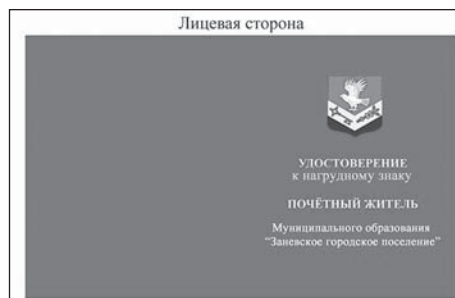 Лицевая сторона
УДОСТОВЕРЕНИЕ
к нагрудному знаку
ПОЧЁТНЫЙ ЖИТЕЛЬ
Муниципального образования
"Заневское городское поселение"